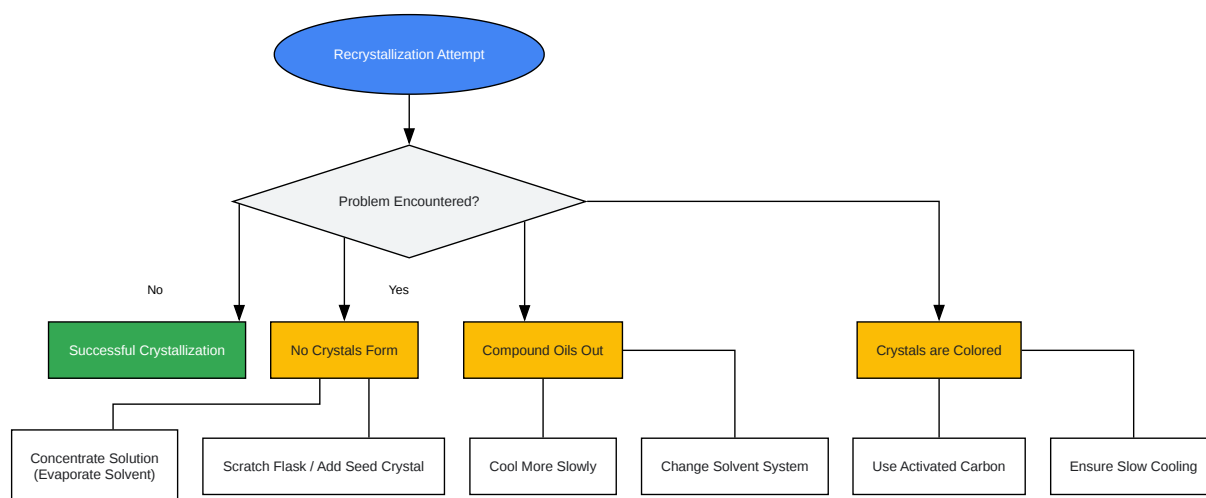 Recrystallization Attempt
Problem Encountered?
No
Yes
Successful Crystallization
No Crystals Form
Compound Oils Out
Crystals are Colored
Concentrate Solution
(Evaporate Solvent)
Scratch Flask / Add Seed Crystal
Cool More Slowly
Change Solvent System
Use Activated Carbon
Ensure Slow Cooling